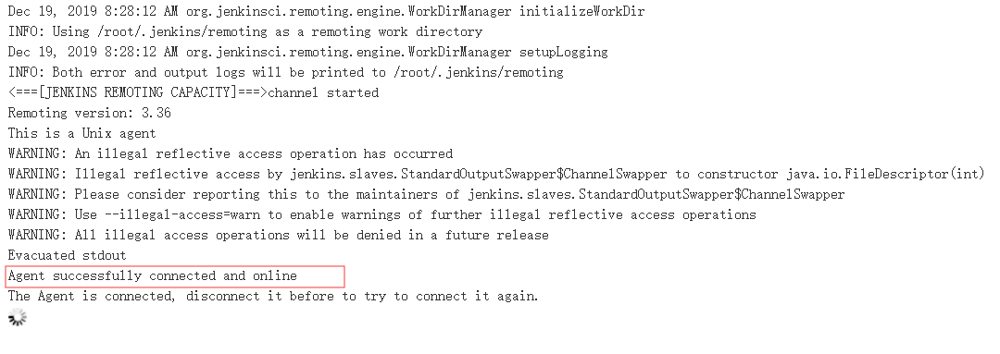 Dec 19, 2019 8:28:12 AM org.jenkinsci.remoting.engine.WorkDirManager initializeWorkDir
INFO: Using /root/.jenkins/remoting as a remoting work directory
Dec 19, 2019 8:28:12 AM org.jenkinsci.remoting.engine.WorkDirManager setupLogging
INFO: Both error and output logs will be printed to /root/.jenkins/remoting
<===[JENKINS REMOTING CAPACITY]===>channel started
Remoting version: 3.36
This is a Unix agent
WARNING: An illegal reflective access operation has occurred
WARNING: Illegal reflective access by jenkins.slaves.StandardOutputSwapper$ChannelSwapper to constructor java.io.FileDescriptor(int)
WARNING: Please consider reporting this to the maintainers of jenkins.slaves.StandardOutputSwapper$ChannelSwapper
WARNING: Use --illegal-access=warn to enable warnings of further illegal reflective access operations
WARNING: All illegal access operations will be denied in a future release
Evacuated stdout
Agent successfully connected and online
The Agent is connected, disconnect it before to try to connect it again.